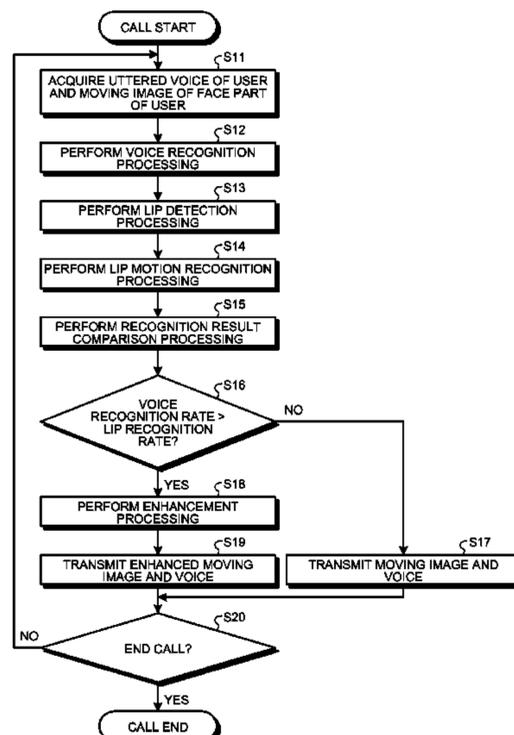 CALL START
S11
ACQUIRE UTTERED VOICE OF USER
AND MOVING IMAGE OF FACE PART
OF USER
S12
PERFORM VOICE RECOGNITION
PROCESSING
S13
PERFORM LIP DETECTION
PROCESSING
S14
PERFORM LIP MOTION RECOGNITION
PROCESSING
S15
PERFORM RECOGNITION RESULT
COMPARISON PROCESSING
S16
VOICE
RECOGNITION RATE >
LIP RECOGNITION
RATE?
NO
YES
S18
PERFORM ENHANCEMENT
PROCESSING
S19
TRANSMIT ENHANCED MOVING
IMAGE AND VOICE
S17
TRANSMIT MOVING IMAGE AND
VOICE
S20
END CALL?
NO
YES
CALL END